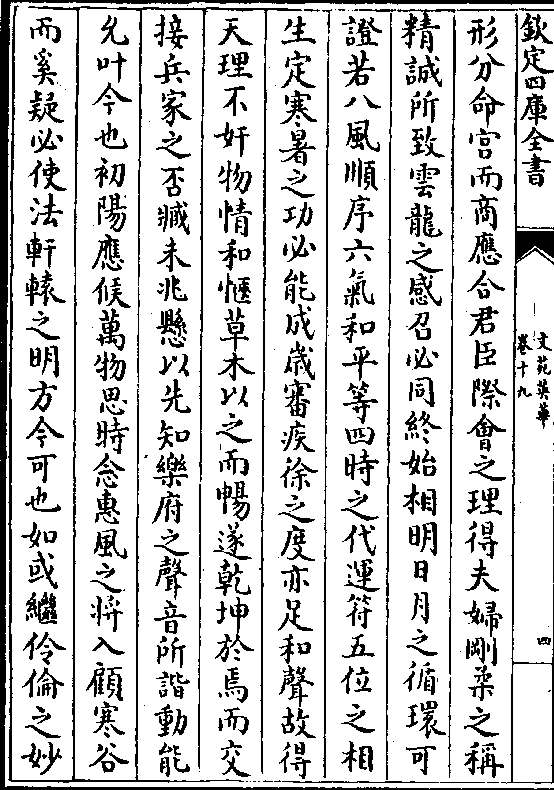 欽定四庫全書
文苑英華
卷十九
四
形分命宫而商應合君臣際會之理得夫婦剛柔之稱
精誠所致雲龍之感召必同終始相明日月之循環可
證若八風順序六氣和平等四時之代運符五位之相
生定寒暑之功必能成歳審疾徐之度亦足和聲故得
天理不奸物情和愜草木以之而暢遂乾坤於焉而交
接兵家之否臧未兆懸以先知樂府之聲音所諧動能
允叶今也初陽應候萬物思時念惠風之將入顧寒谷
而奚疑必使法軒轅之明方今可也如或繼伶倫之妙